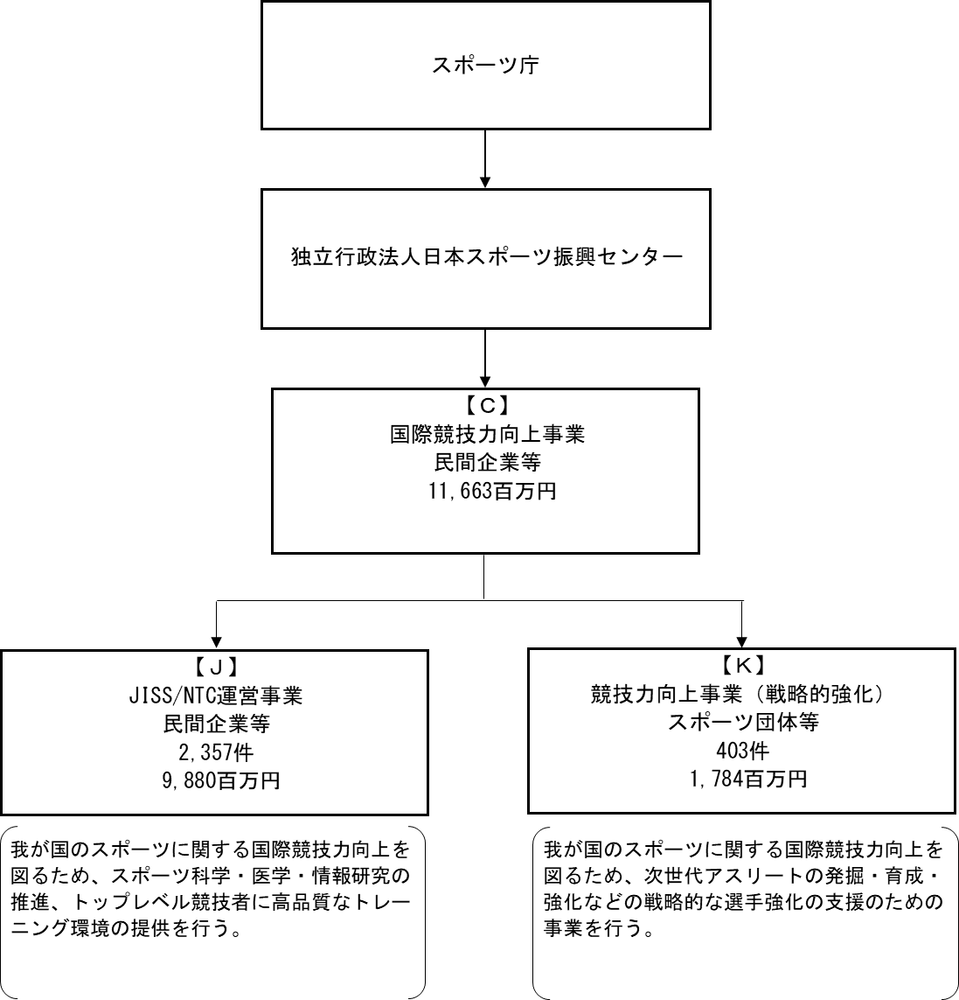 スポーツ庁
独立行政法人日本スポーツ振興センター
【Ｃ】
国際競技力向上事業
民間企業等
11,663百万円
【Ｊ】
JISS/NTC運営事業
民間企業等
2,357件
9,880百万円
【Ｋ】
競技力向上事業（戦略的強化）
スポーツ団体等
403件
1,784百万円
我が国のスポーツに関する国際競技力向上を
図るため、スポーツ科学・医学・情報研究の
推進、トップレベル競技者に高品質なトレー
ニング環境の提供を行う。
我が国のスポーツに関する国際競技力向上を
図るため、次世代アスリートの発掘・育成・
強化などの戦略的な選手強化の支援のための
事業を行う。